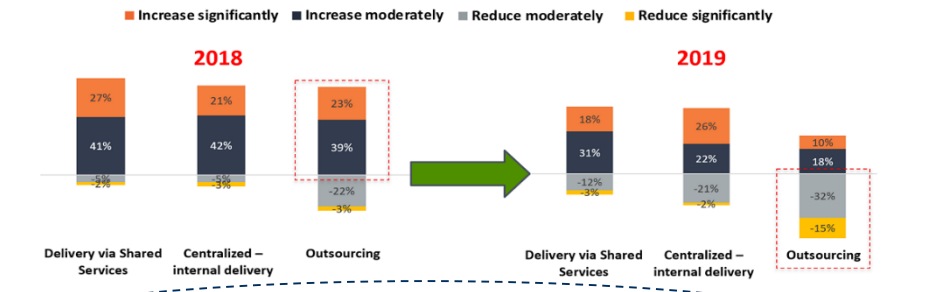 Increase significantly Increase moderately Reduce moderately Reduce significantly
2018
27%
41%
-5%
-2%
21%
42%
-5%
-3%
23%
39%
-22%
-3%
Delivery via Shared
Services
Centralized –
internal delivery
Outsourcing
2019
18%
31%
-12%
-3%
26%
22%
-21%
-2%
10%
18%
-32%
-15%
Delivery via Shared
Services
Centralized –
internal delivery
Outsourcing